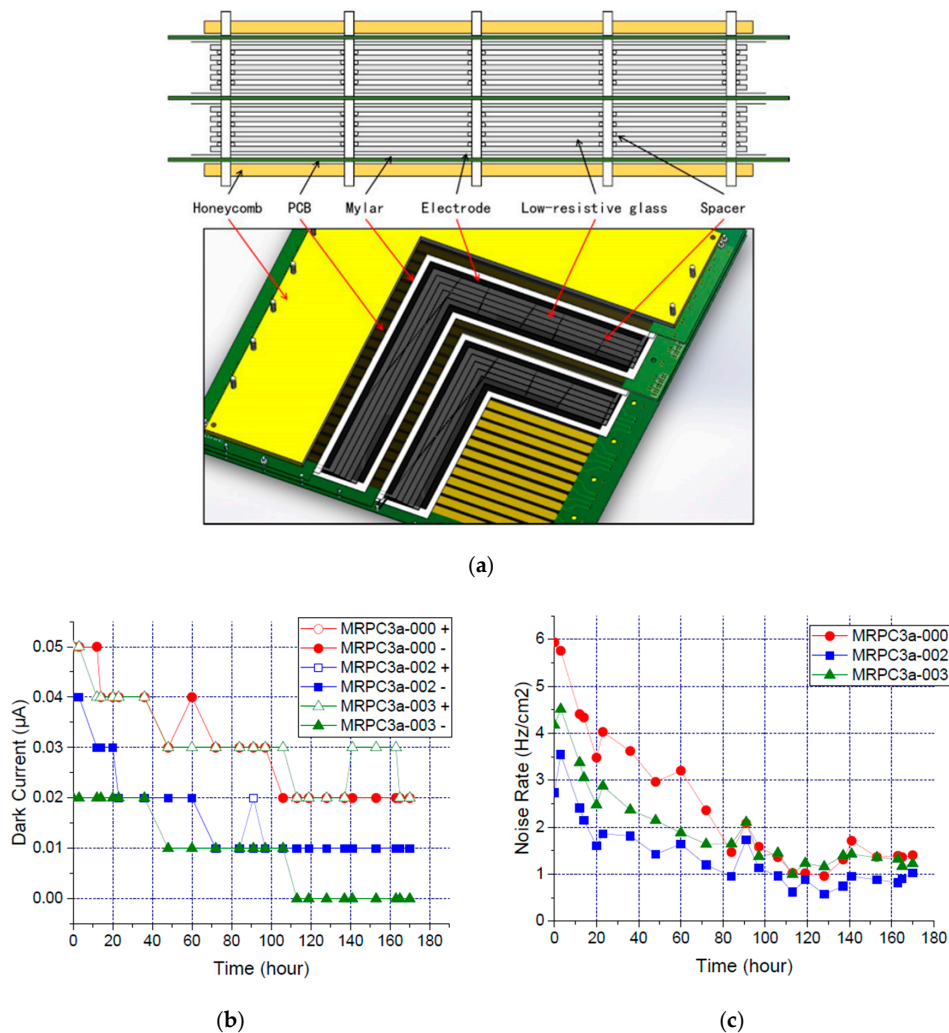 Honeycomb PCB Mylar Electrode Low-resistive glass Spacer
(a)
MRPC3a-000 +
MRPC3a-000 -
MRPC3a-002 +
MRPC3a-002 -
MRPC3a-003 +
MRPC3a-003 -
Dark Current (μA)
0.05
0.04
0.03
0.02
0.01
0.00
0 20 40 60 80 100 120 140 160 180
Time (hour)
(b)
MRPC3a-000
MRPC3a-002
MRPC3a-003
Noise Rate (Hz/cm2)
6
5
4
3
2
1
0
0 20 40 60 80 100 120 140 160 180
Time (hour)
(c)